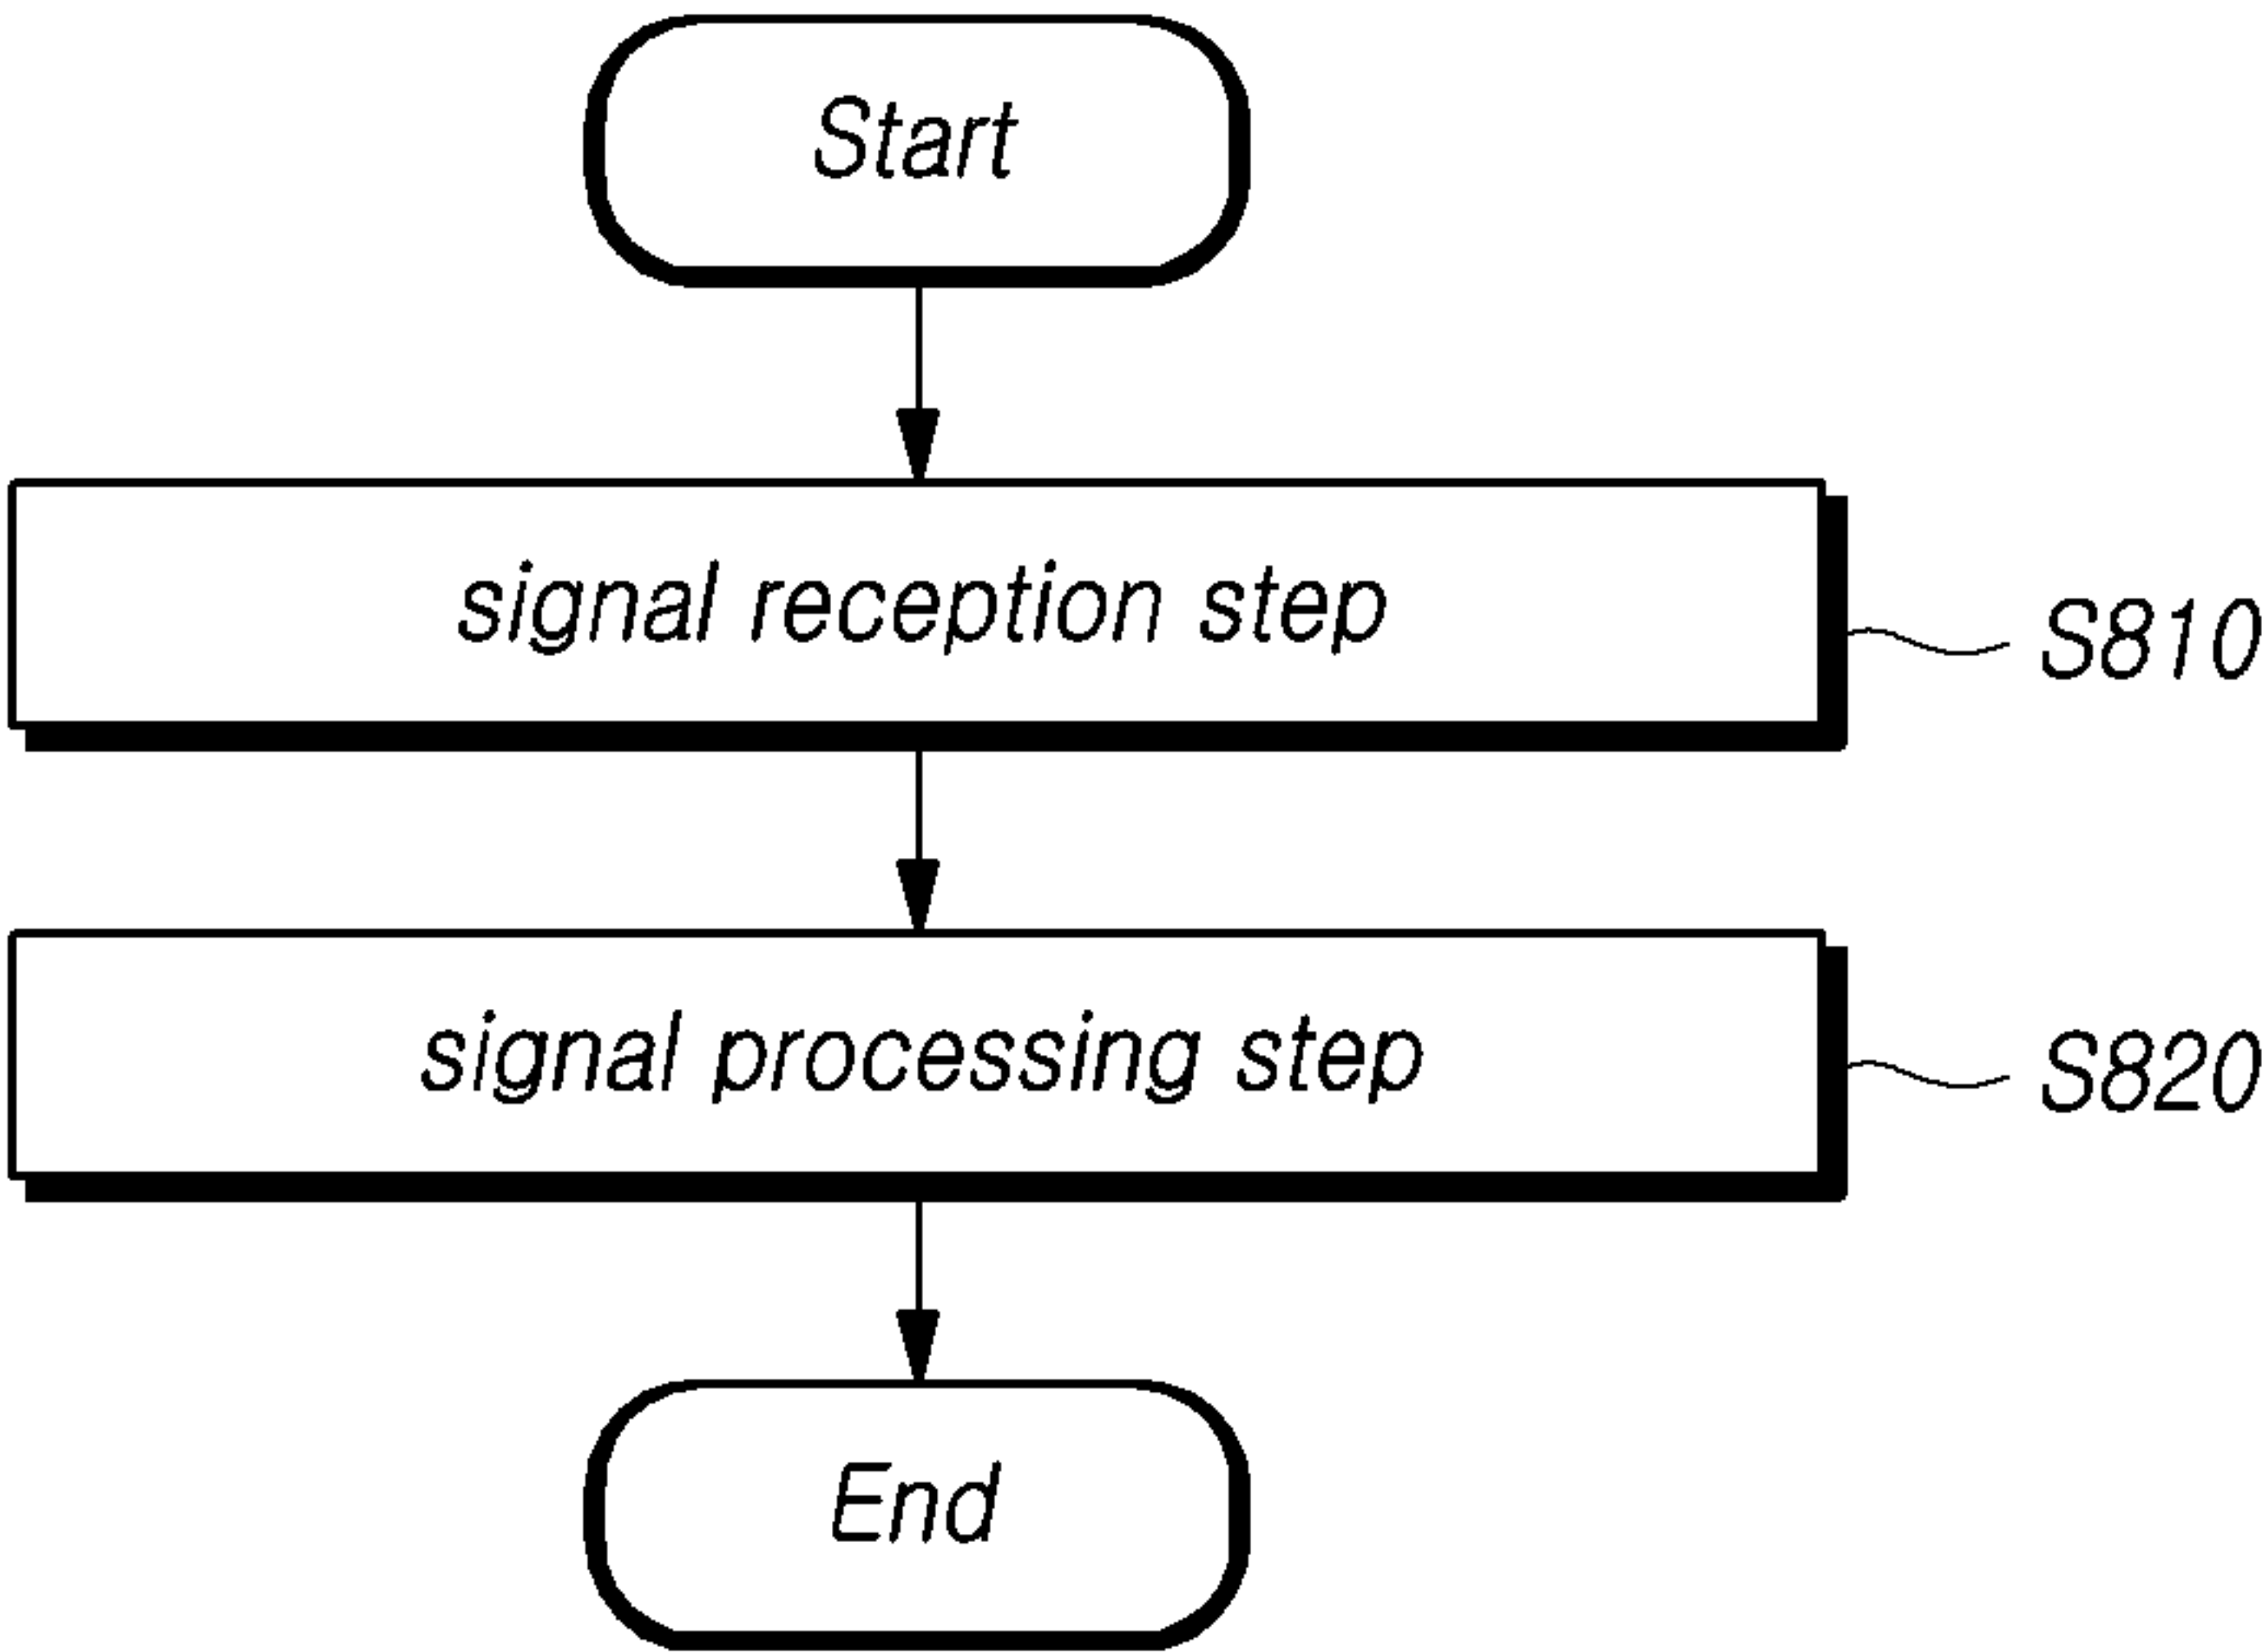 Start
signal reception step
S810
signal processing step
S820
End